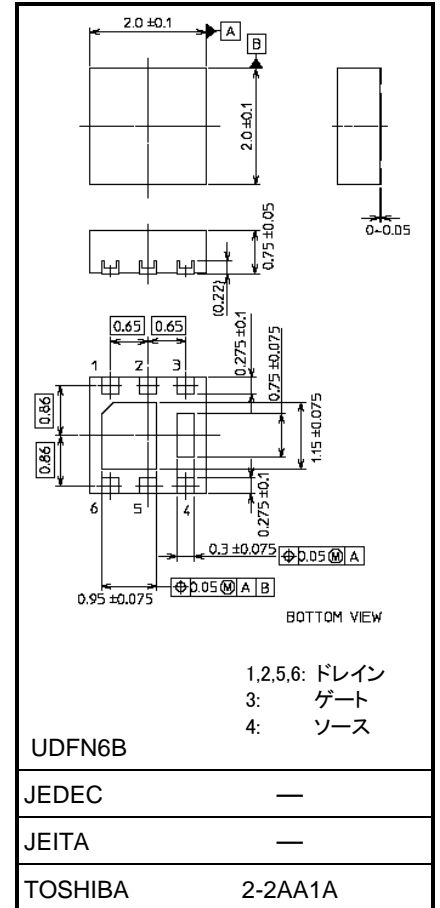 2.0 ±0.1
A
B
2.0 ±0.1
0~0.05
0.75 ±0.05
(0.22)
0.65 0.65
0.275 ±0.1
0.75 ±0.075
1.15 ±0.075
1 2 3
0.86
0.86
6 5 4
0.275 ±0.1
0.3 ±0.075
⌖ 0.05 Ⓜ A
0.95 ±0.075
⌖ 0.05 Ⓜ A B
BOTTOM VIEW
1,2,5,6: ドレイン
3: ゲート
4: ソース
UDFN6B
JEDEC ―
JEITA ―
TOSHIBA 2-2AA1A